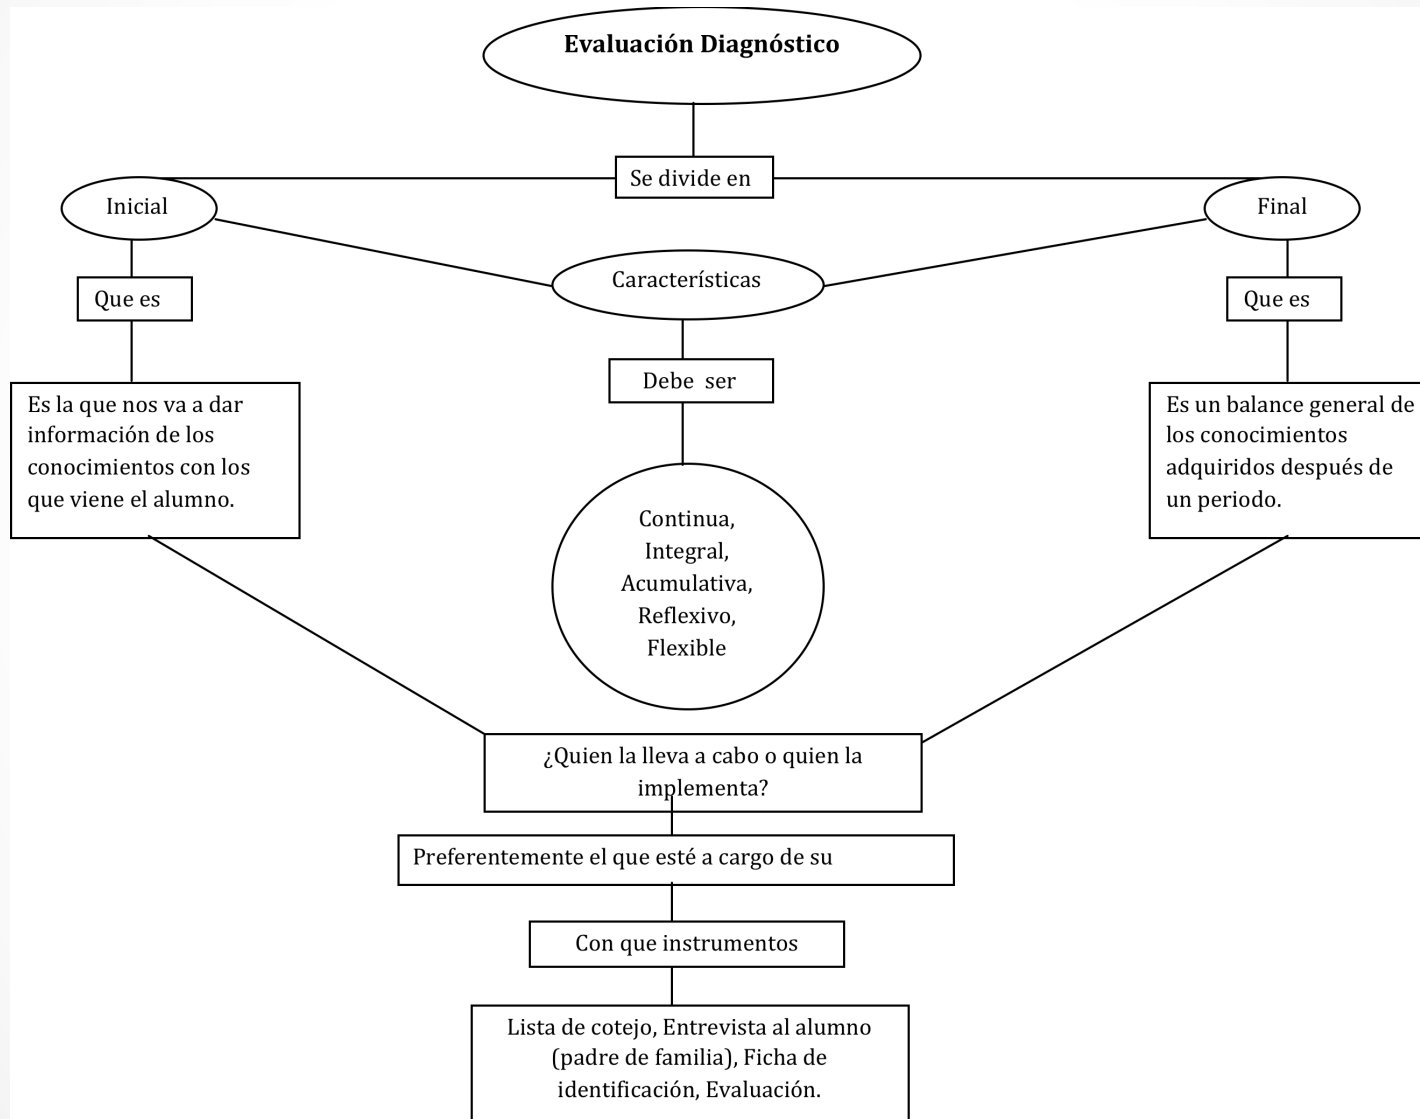 Evaluación Diagnóstico
Se divide en
Inicial
Final
Característísticas
Que es
Que es
Debe  ser
Es la que nos va a dar
información de los
conocimientos con los
que viene el alumno.
Es un balance general de
los conocimientos
adquiridos después de
un periodo.
Continua,
Integral,
Acumulativa,
Reflexivo,
Flexible
¿Quien la lleva a cabo o quien la
implementa?
Preferentemente el que esté a cargo de su
Con que instrumentos
Lista de cotejo, Entrevista al alumno
(padre de familia), Ficha de
identificación, Evaluación.